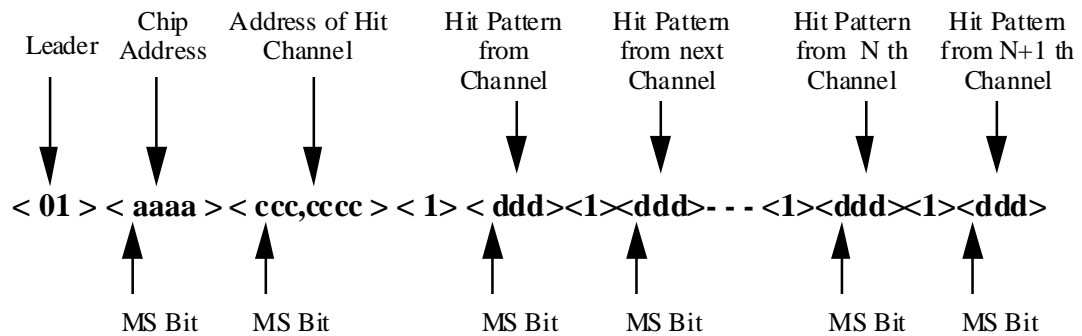 Leader
Chip
Address
Address of Hit
Channel
Hit Pattern
from
Channel
Hit Pattern
from next
Channel
Hit Pattern
from N th
Channel
Hit Pattern
from N+1 th
Channel
< 01 > < aaaa > < ccc,cccc > < 1> < ddd><1><ddd>- - - <1><ddd><1><ddd>
MS Bit MS Bit MS Bit MS Bit MS Bit MS Bit